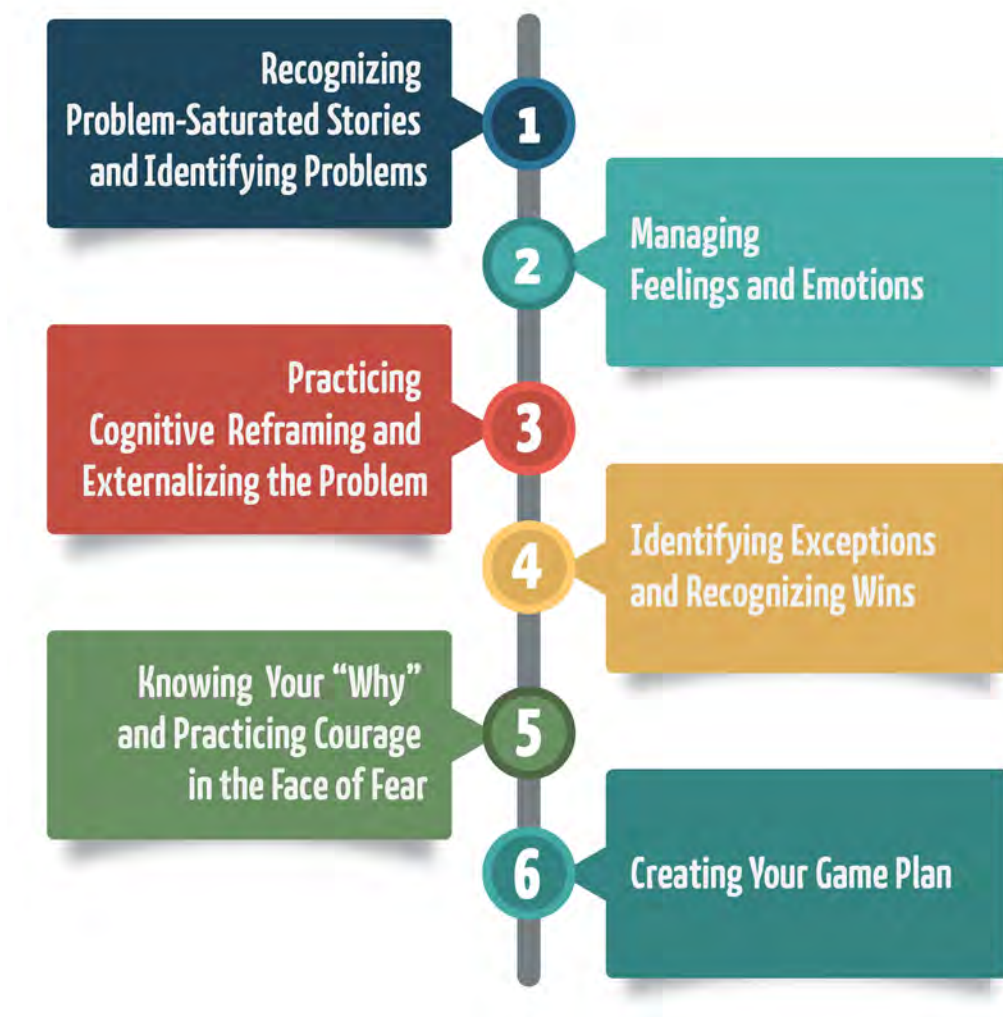 Recognizing
Problem-Saturated Stories
and Identifying Problems
1
2
Managing
Feelings and Emotions
Practicing
Cognitive Reframing and
Externalizing the Problem
3
4
Identifying Exceptions
and Recognizing Wins
Knowing Your “Why”
and Practicing Courage
in the Face of Fear
5
6
Creating Your Game Plan